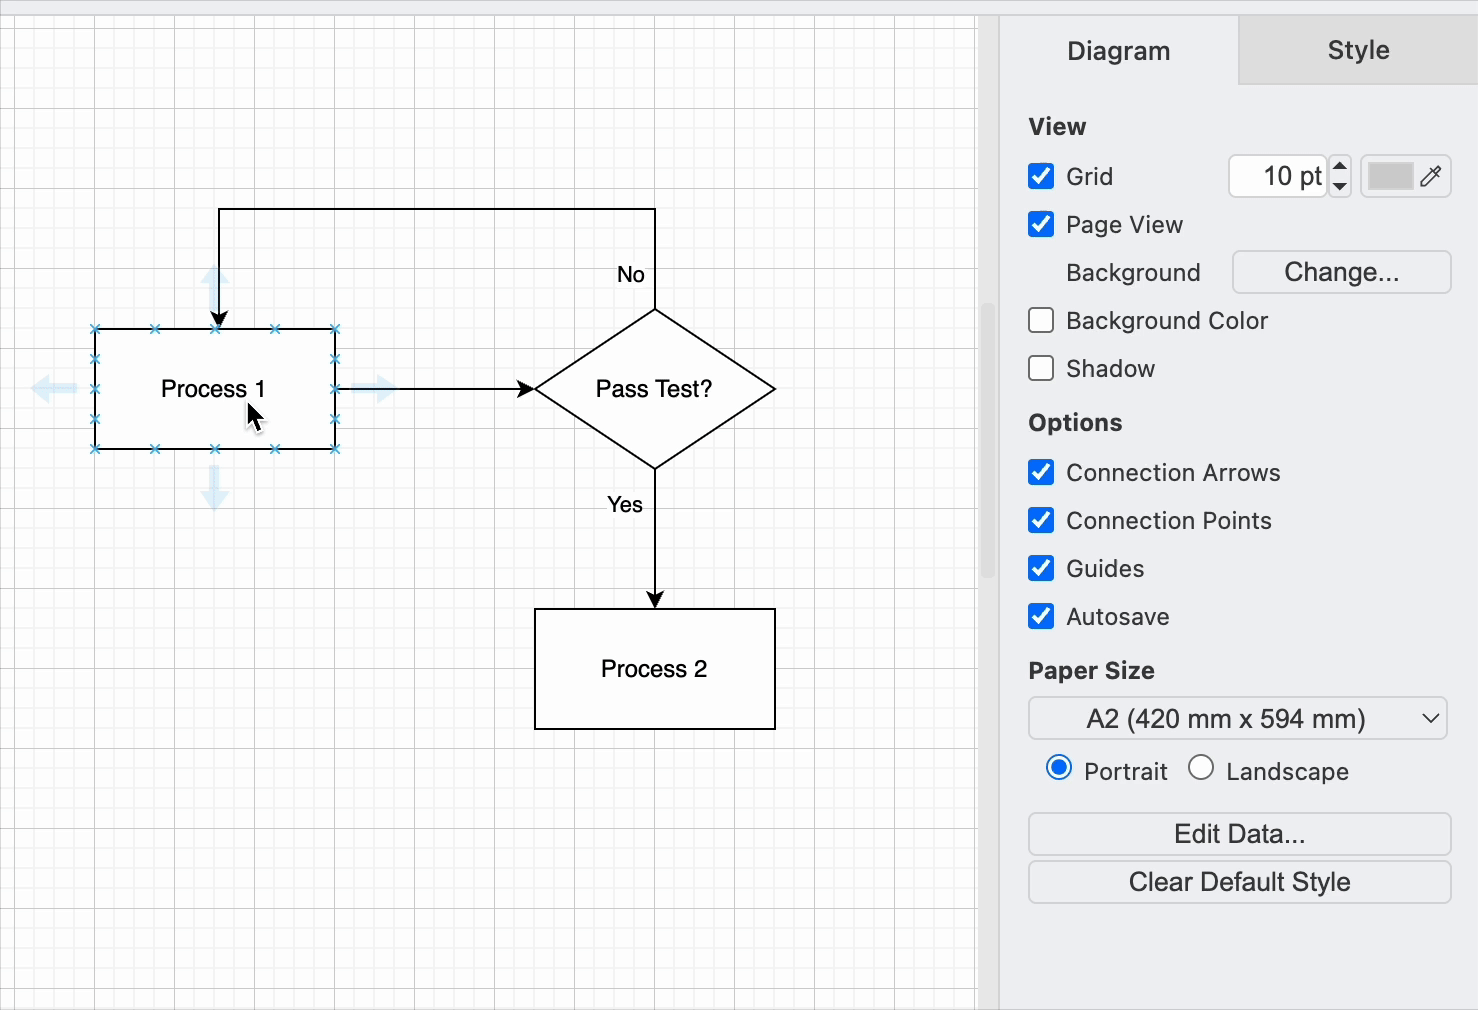 Diagram
Style
View
Grid
10 pt
Page View
Background
Change...
Background Color
Shadow
Options
Connection Arrows
Connection Points
Guides
Autosave
Paper Size
A2 (420 mm x 594 mm)
Portrait
Landscape
Edit Data...
Clear Default Style
No
Process 1
Pass Test?
Yes
Process 2